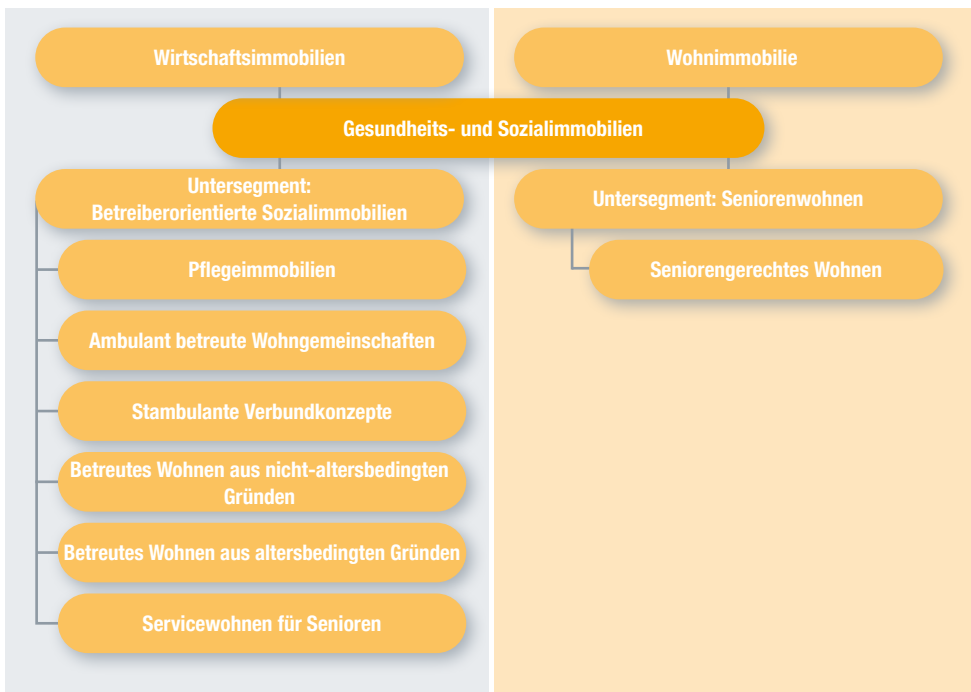 Wirtschaftsimmobilien
Wohnimmobilie
Gesundheits- und Sozialimmobilien
Untersegment:
Betreiberorientierte Sozialimmobilien
Pflegeimmobilien
Ambulant betreute Wohngemeinschaften
Stambulante Verbundkonzepte
Betreutes Wohnen aus nicht-altersbedingten
Gründen
Betreutes Wohnen aus altersbedingten Gründen
Servicewohnen für Senioren
Untersegment: Seniorenwohnen
Seniorengerechtes Wohnen